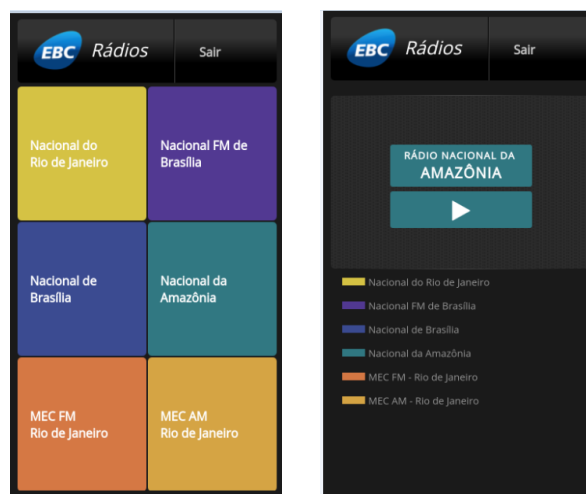 EBC Rádios Sair
Nacional do
Rio de Janeiro
Nacional FM de
Brasília
Nacional de
Brasília
Nacional da
Amazônia
MEC FM
Rio de Janeiro
MEC AM
Rio de Janeiro
EBC Rádios Sair
RÁDIO NACIONAL DA
AMAZÔNIA
Nacional do Rio de Janeiro
Nacional FM de Brasília
Nacional de Brasília
Nacional da Amazônia
MEC FM - Rio de Janeiro
MEC AM - Rio de Janeiro